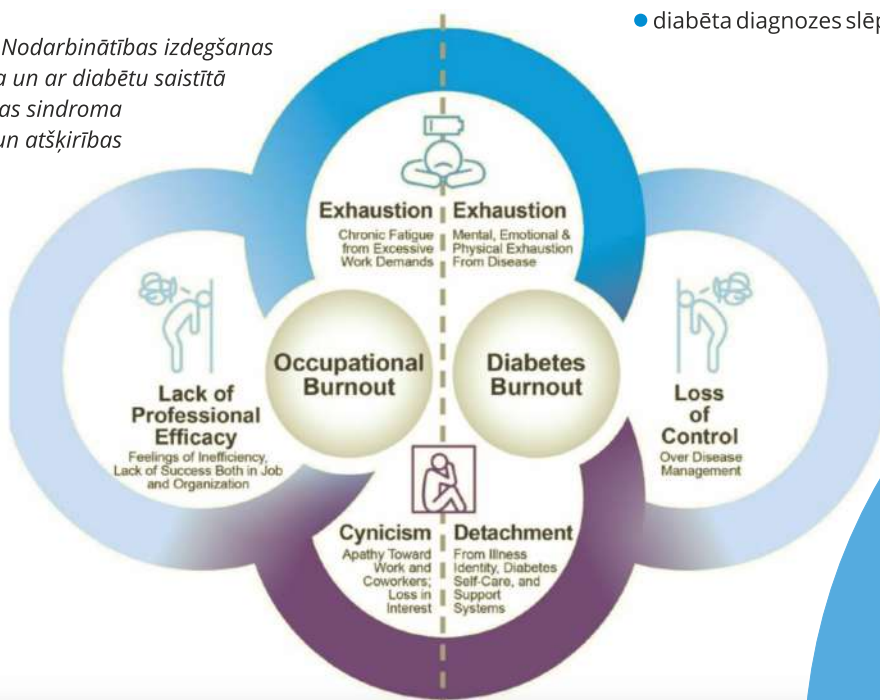 Nodarbinātības izdegšanas
un ar diabētu saistītā
sindroma
atšķirības
diabēta diagnozes
Exhaustion
Chronic Fatigue
from Excessive
Work Demands
Exhaustion
Mental, Emotional &
Physical Exhaustion
From Disease
Occupational
Burnout
Diabetes
Burnout
Lack of
Professional
Efficacy
Feelings of Inefficiency,
Lack of Success Both in Job
and Organization
Loss
of
Control
Over Disease
Management
Cynicism
Apathy Toward
Work and
Coworkers;
Loss in
Interest
Detachment
From Illness
Identity, Diabetes
Self-Care, and
Support
Systems